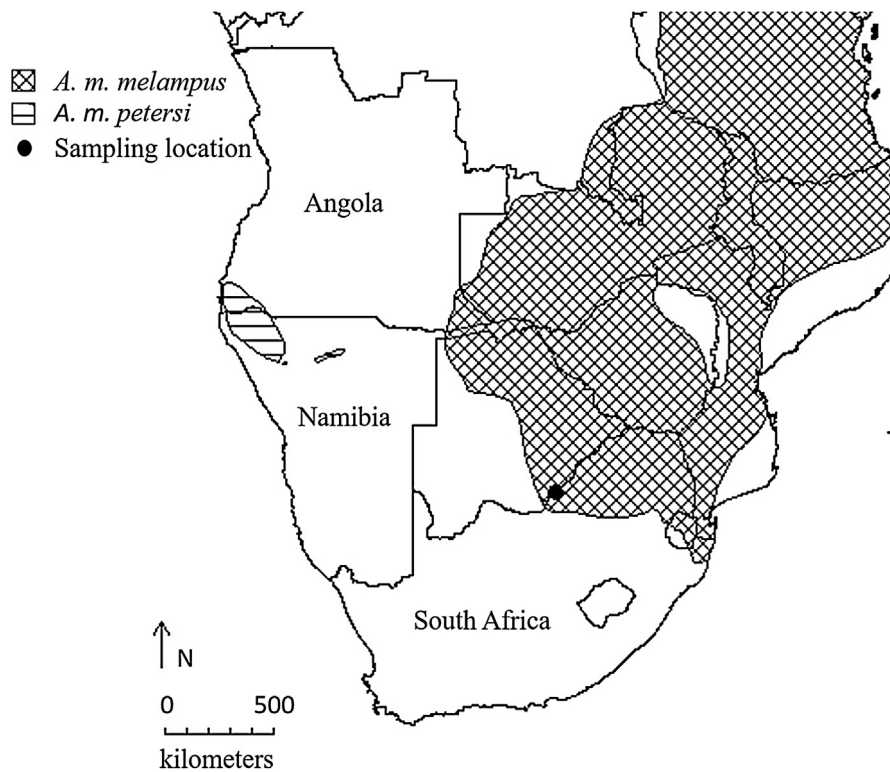 A. m. melampus
A. m. petersi
Sampling location
Angola
Namibia
South Africa
N
0 500
kilometers